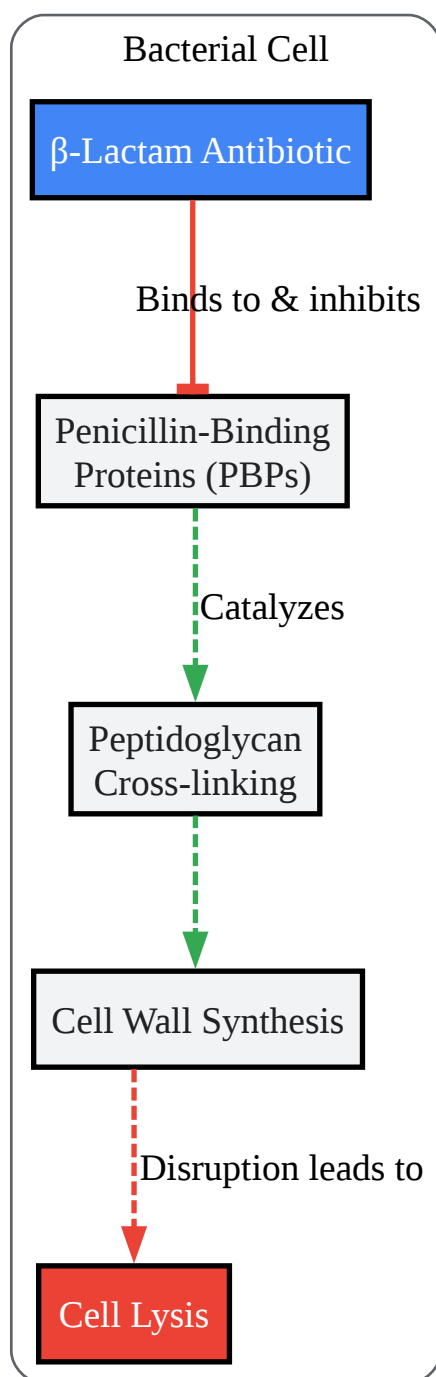 Bacterial Cell
β-Lactam Antibiotic
Binds to & inhibits
Penicillin-Binding
Proteins (PBPs)
Catalyzes
Peptidoglycan
Cross-linking
Cell Wall Synthesis
Disruption leads to
Cell Lysis